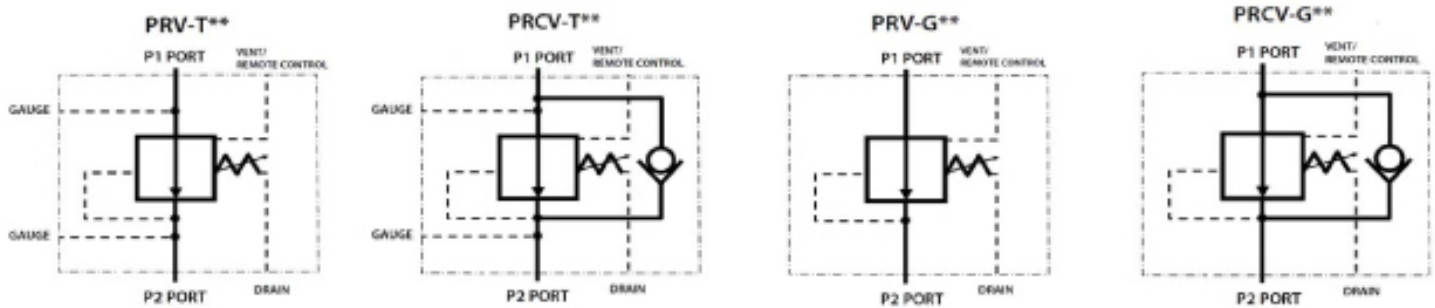 PRV-T**
P1 PORT
VENT/
REMOTE CONTROL
GAUGE
GAUGE
P2 PORT
DRAIN
PRCV-T**
P1 PORT
VENT/
REMOTE CONTROL
GAUGE
GAUGE
P2 PORT
DRAIN
PRV-G**
P1 PORT
VENT/
REMOTE CONTROL
P2 PORT
DRAIN
PRCV-G**
P1 PORT
VENT/
REMOTE CONTROL
P2 PORT
DRAIN